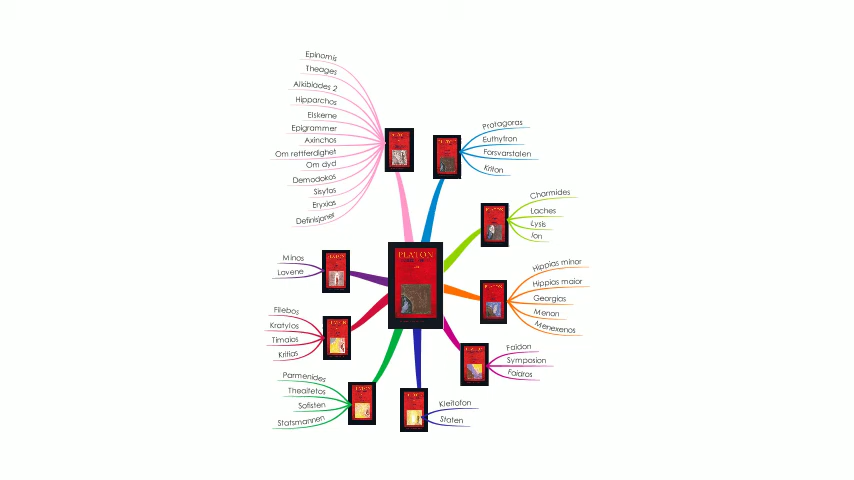 Epinomis
Theages
Alkibiades 2
Hipparchos
Elskerne
Epigrammer
Axinchos
Om rettferdighet
Om dyd
Demodokos
Sisyfos
Eryxias
Definisjoner
Protagoras
Euthyfron
Forsvarstalen
Kriton
Charmides
Laches
Lysis
Ion
PLATON
Minos
Lovene
Hippias minor
Hippias maior
Georgias
Menon
Menexenos
Filebos
Kratylos
Timaios
Kritias
Faidon
Symposion
Faidros
Parmenides
Theaitetos
Sofisten
Statsmannen
Kleitofon
Staten